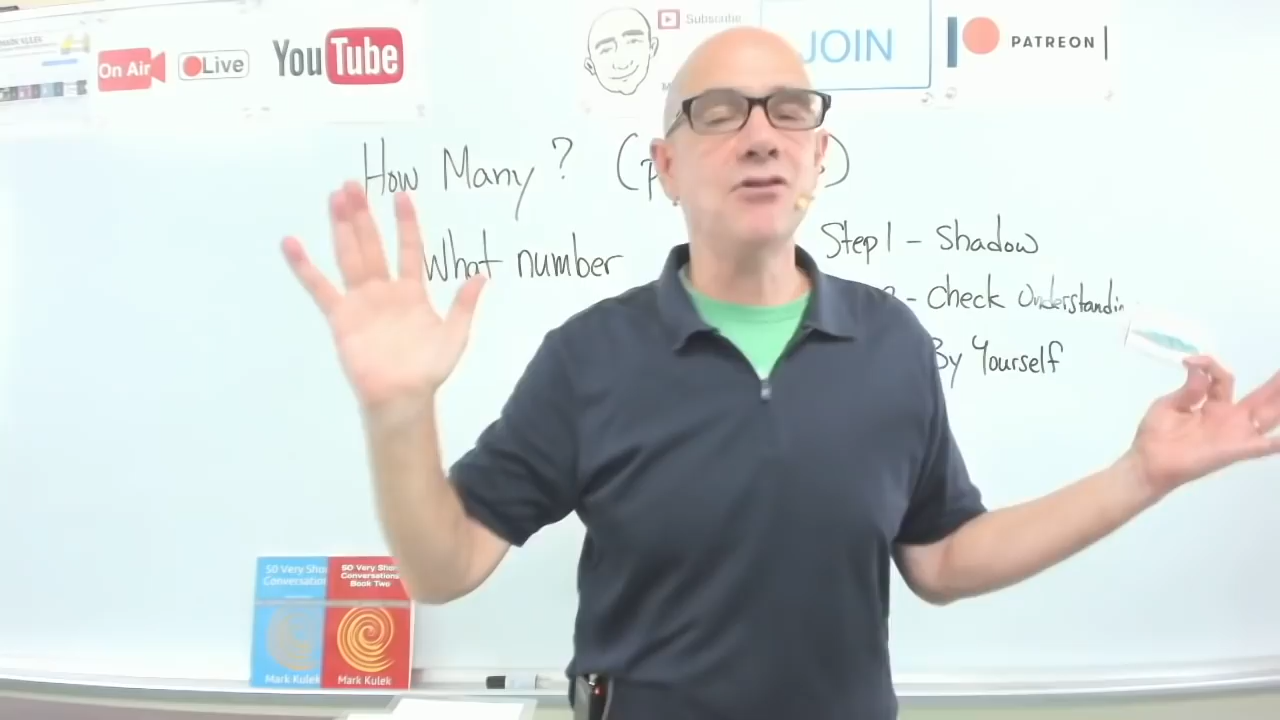 On Air
Live
YouTube
Subscribe
JOIN
PATREON
How Many? (p )
What number
Step 1 - Shadow
- Check Understandin
By Yourself
50 Very Shor
Conversation
50 Very Short
Conversations
Book Two
Mark Kulek
Mark Kulek